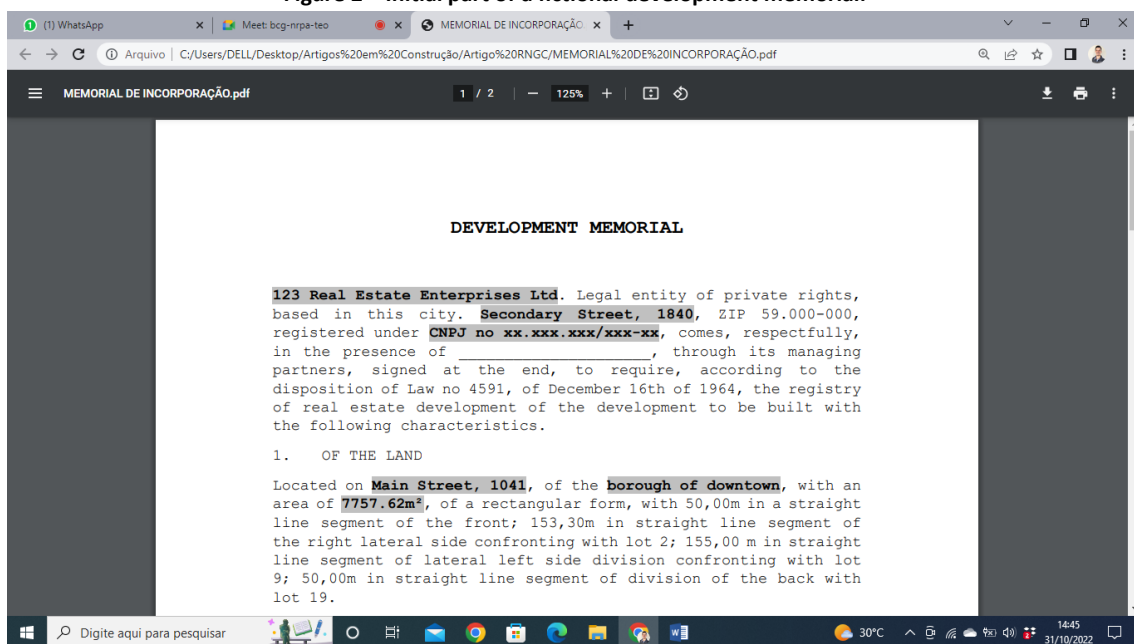 Figure 2 – Initial part of a fictional development memorial.
(1) WhatsApp
Meet: bcg-nrpa-teo
MEMORIAL DE INCORPORAÇÃO
Arquivo | C:/Users/DELL/Desktop/Artigos%20em%20Construção/Artigo%20RNGC/MEMORIAL%20DE%20INCORPORAÇÃO.pdf
MEMORIAL DE INCORPORAÇÃO.pdf
1 / 2
125%
DEVELOPMENT MEMORIAL
123 Real Estate Enterprises Ltd. Legal entity of private rights,
based in this city. Secondary Street, 1840, ZIP 59.000-000,
registered under CNPJ no xx.xxx.xxx/xxx-xx, comes, respectfully,
in the presence of _____________________, through its managing
partners, signed at the end, to require, according to the
disposition of Law no 4591, of December 16th of 1964, the registry
of real estate development of the development to be built with
the following characteristics.
1. OF THE LAND
Located on Main Street, 1041, of the borough of downtown, with an
area of 7757.62m², of a rectangular form, with 50,00m in a straight
line segment of the front; 153,30m in straight line segment of
the right lateral side confronting with lot 2; 155,00 m in straight
line segment of lateral left side division confronting with lot
9; 50,00m in straight line segment of division of the back with
lot 19.
Digite aqui para pesquisar
30°C
14:45
31/10/2022